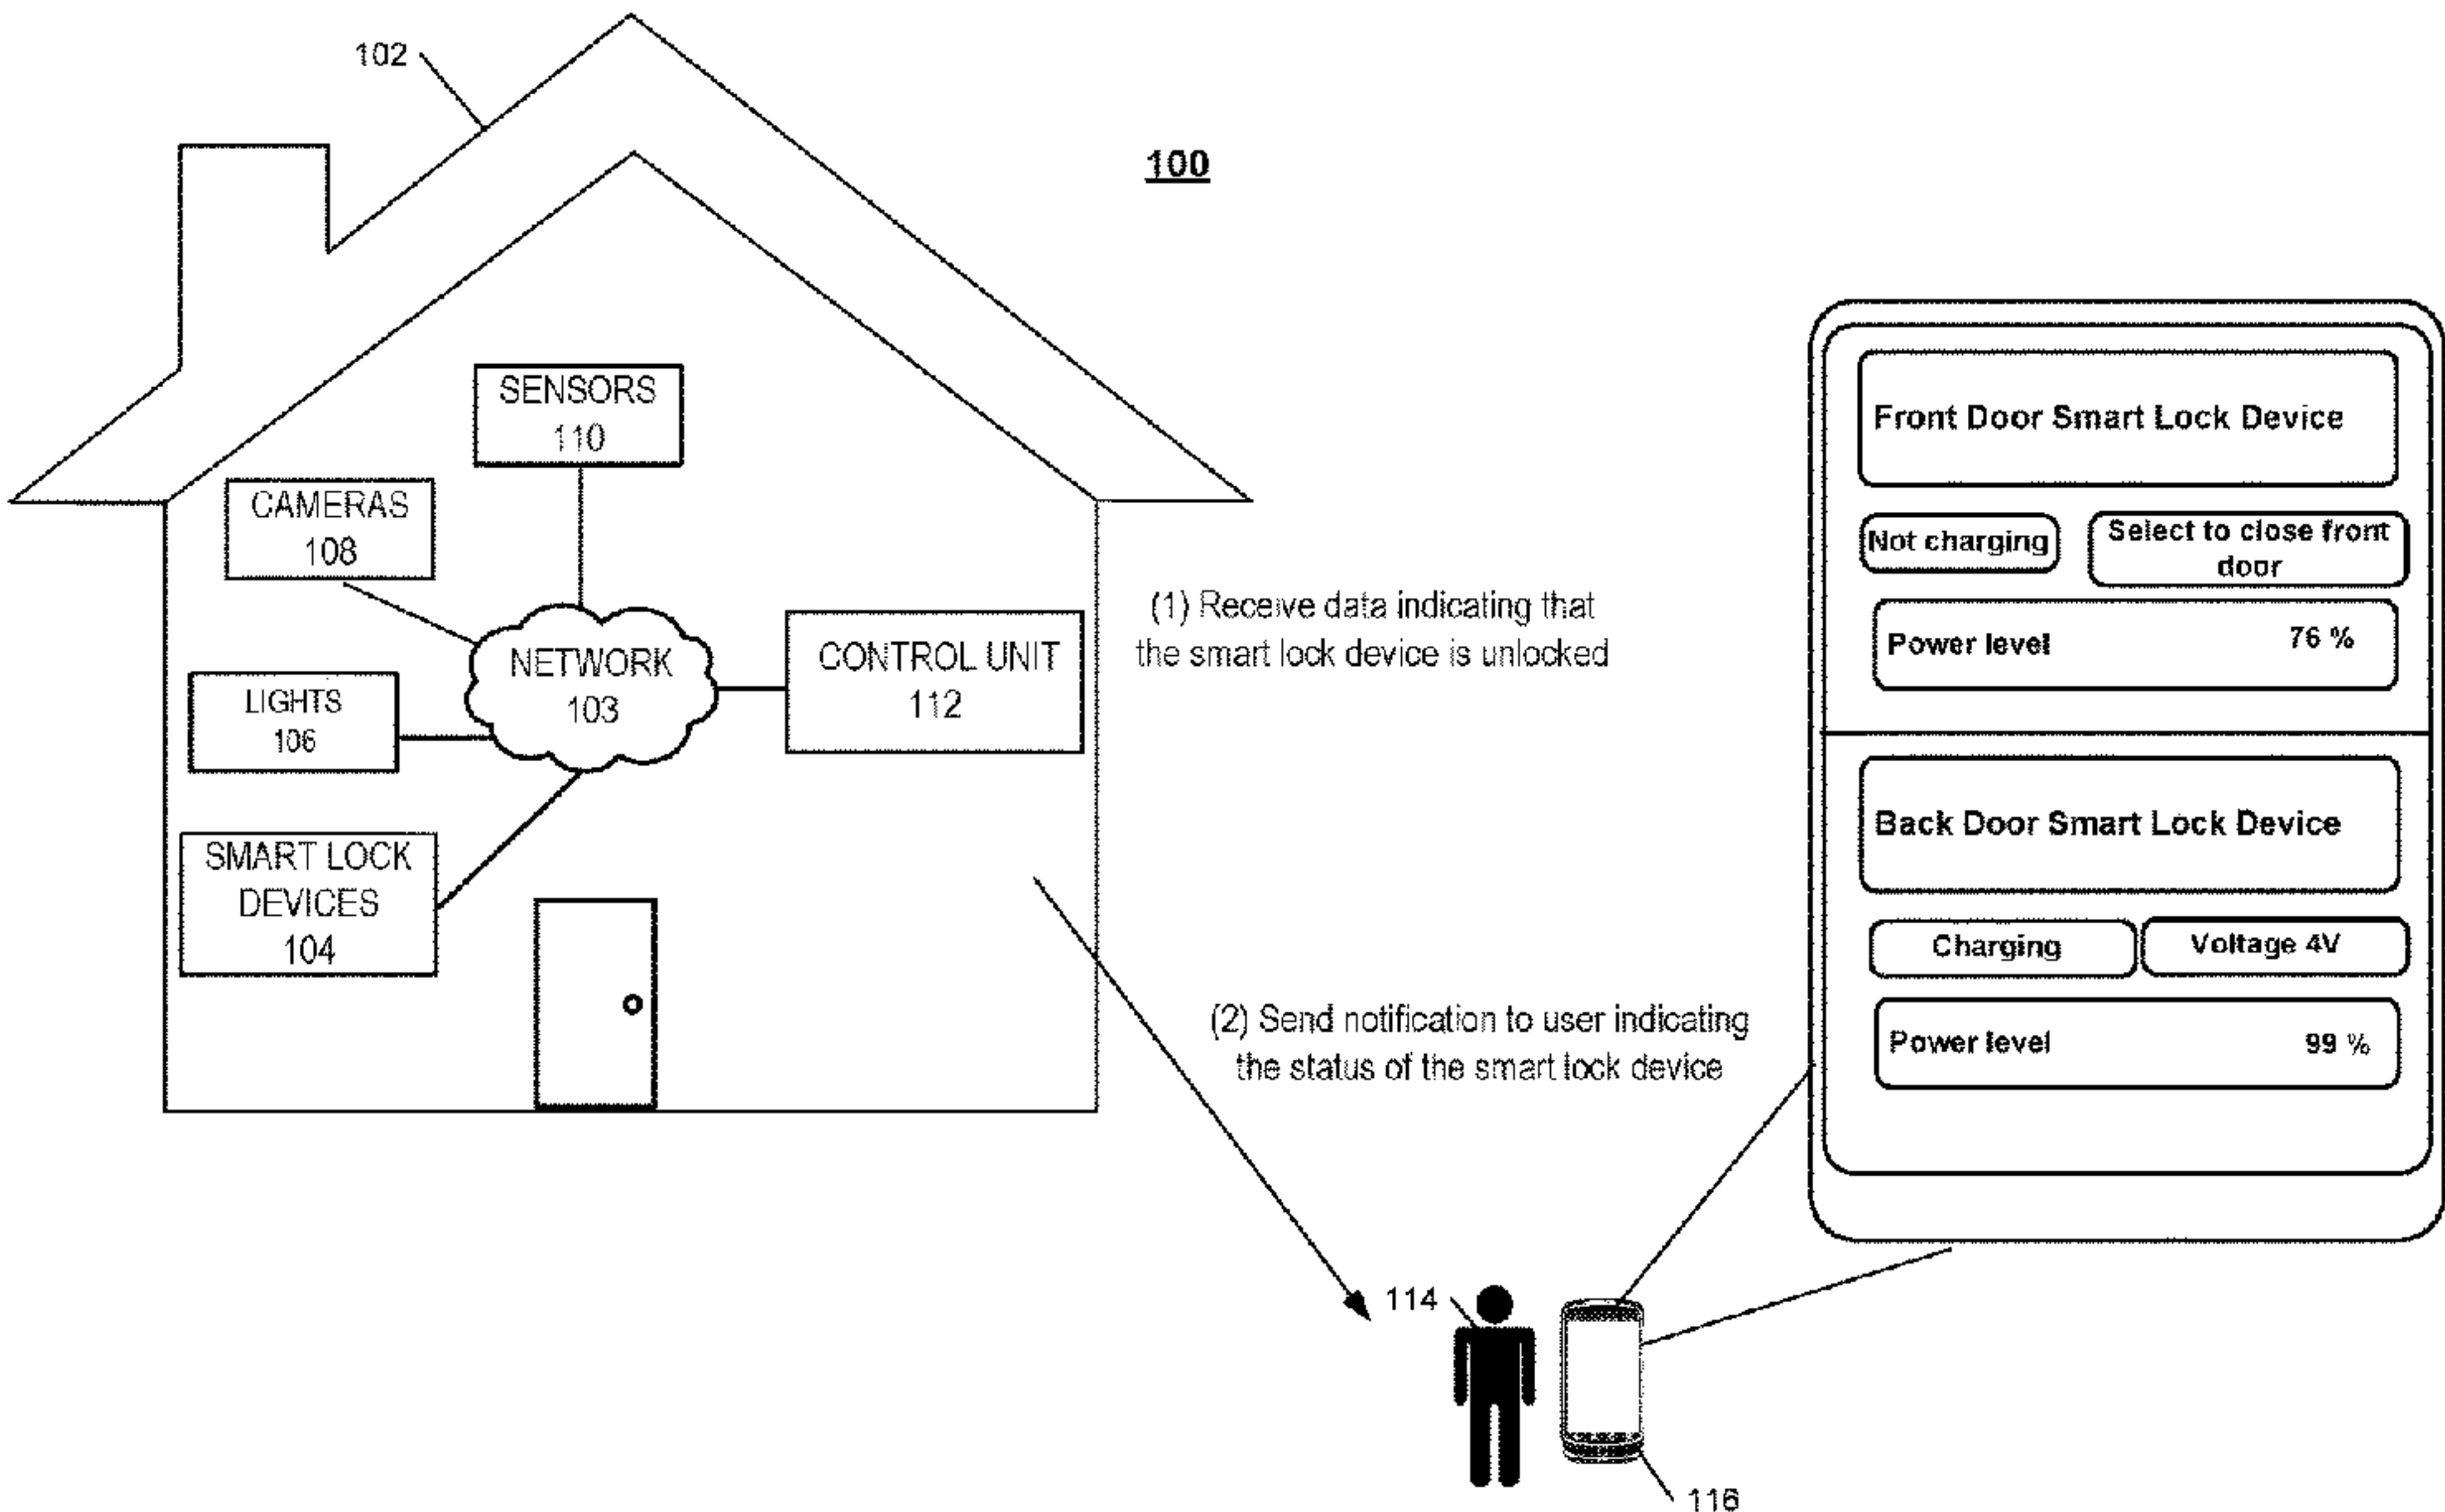 102
100
SENSORS
110
CAMERAS
108
NETWORK
103
CONTROL UNIT
112
LIGHTS
106
SMART LOCK
DEVICES
104
(1) Receive data indicating that
the smart lock device is unlocked
(2) Send notification to user indicating
the status of the smart lock device
114
116
Front Door Smart Lock Device
Not charging
Select to close front
door
Power level 76 %
Back Door Smart Lock Device
Charging
Voltage 4V
Power level 99 %